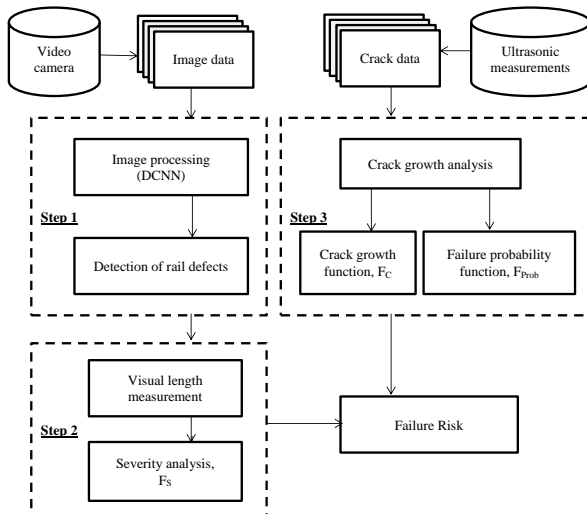 Video
camera
Image data
Crack data
Ultrasonic
measurements
Image processing
(DCNN)
Step 1
Detection of rail defects
Crack growth analysis
Step 3
Crack growth
function, FC
Failure probability
function, FProb
Visual length
measurement
Step 2
Severity analysis,
FS
Failure Risk